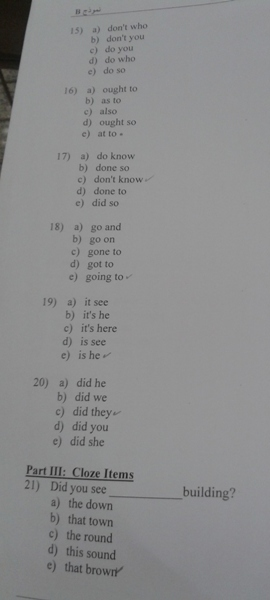 نموذج B
15) a) don't who
b) don't you
c) do you
d) do who
e) do so
16) a) ought to
b) as to
c) also
d) ought so
e) at to
17) a) do know
b) done so
c) don't know ✓
d) done to
e) did so
18) a) go and
b) go on
c) gone to
d) got to
e) going to ✓
19) a) it see
b) it's he
c) it's here
d) is see
e) is he ✓
20) a) did he
b) did we
c) did they ✓
d) did you
e) did she
Part III: Cloze Items
21) Did you see ____________ building?
a) the down
b) that town
c) the round
d) this sound
e) that brown ✓